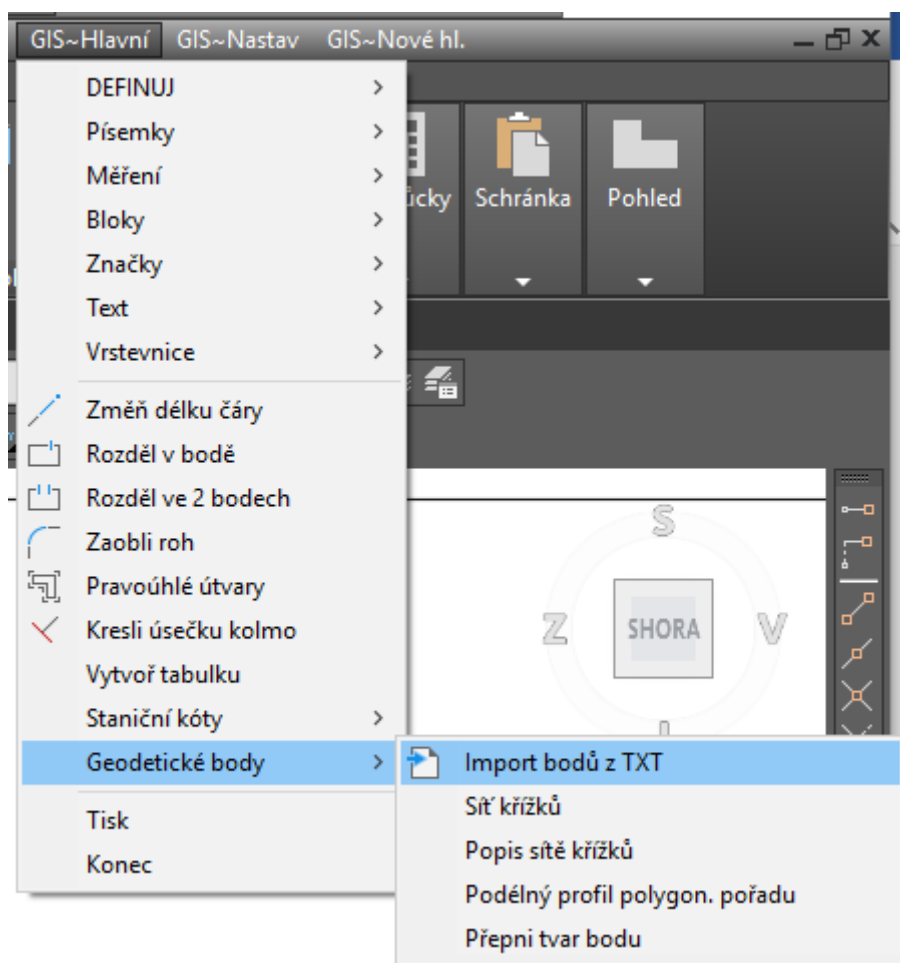 GIS~Hlavní GIS~Nastav GIS~Nové hl.
DEFINUJ
Písemky
Měření
Bloky
Značky
Text
Vrstevnice
Změň délku čáry
Rozděl v bodě
Rozděl ve 2 bodech
Zaobli roh
Pravoúhlé útvary
Kresli úsečku kolmo
Vytvoř tabulku
Staniční kóty
Geodetické body
Tisk
Konec
Schránka Pohled
S
Z SHORA V
Import bodů z TXT
Síť křížků
Popis sítě křížků
Podélný profil polygon. pořadu
Přepni tvar bodu